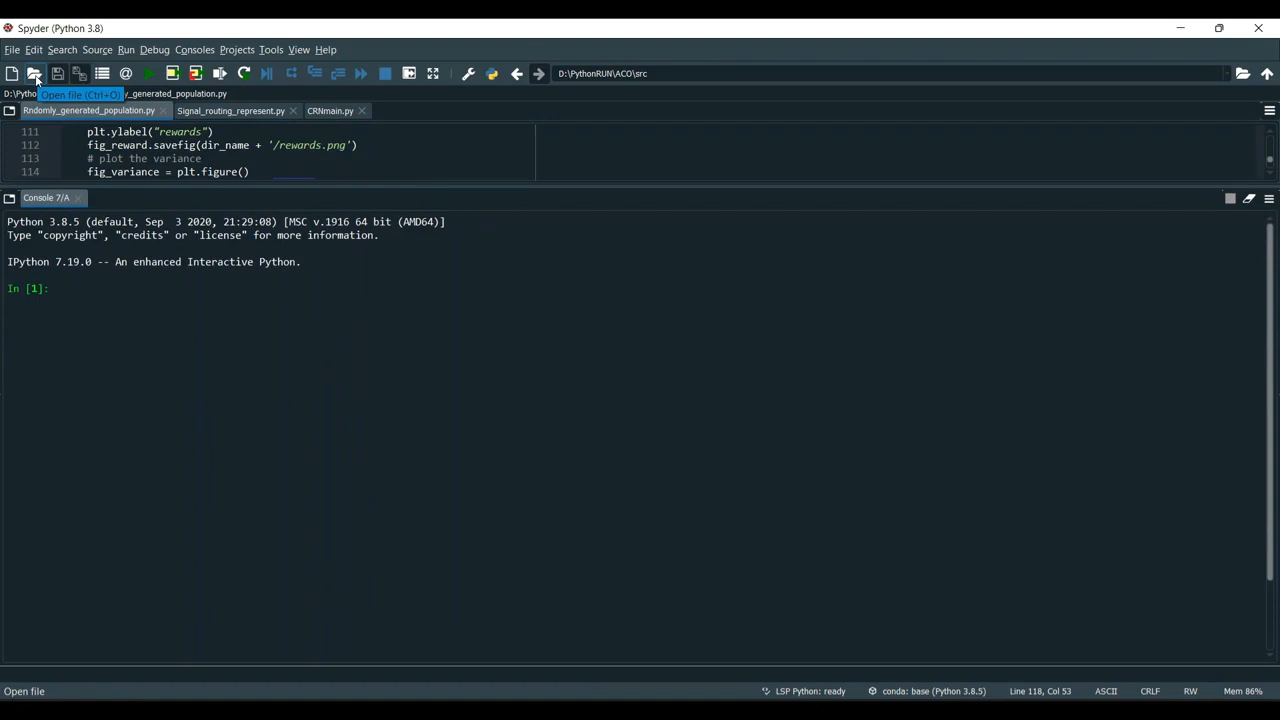 Spyder (Python 3.8)
File Edit Search Source Run Debug Consoles Projects Tools View Help
D:\PythonRUN\ACO\src
D:\Pytho y_generated_population.py
Open file (Ctrl+O)
Rndomly_generated_population.py Signal_routing_represent.py CRNmain.py
111 plt.ylabel("rewards")
112 fig_reward.savefig(dir_name + '/rewards.png')
113 # plot the variance
114 fig_variance = plt.figure()
Console 7/A
Python 3.8.5 (default, Sep 3 2020, 21:29:08) [MSC v.1916 64 bit (AMD64)]
Type "copyright", "credits" or "license" for more information.
IPython 7.19.0 -- An enhanced Interactive Python.
In [1]:
Open file LSP Python: ready conda: base (Python 3.8.5) Line 118, Col 53 ASCII CRLF RW Mem 86%